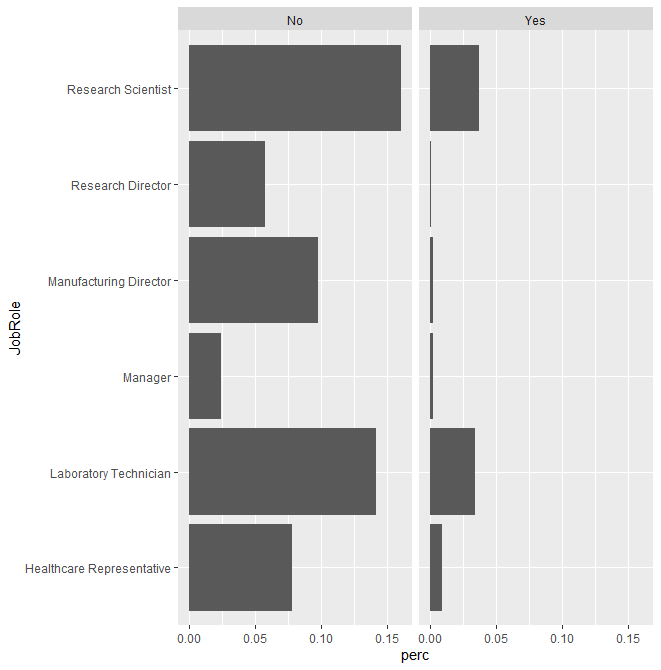 No
Yes
Research Scientist
Research Director
Manufacturing Director
Manager
Laboratory Technician
Healthcare Representative
JobRole
0.00 0.05 0.10 0.15
0.00 0.05 0.10 0.15
perc